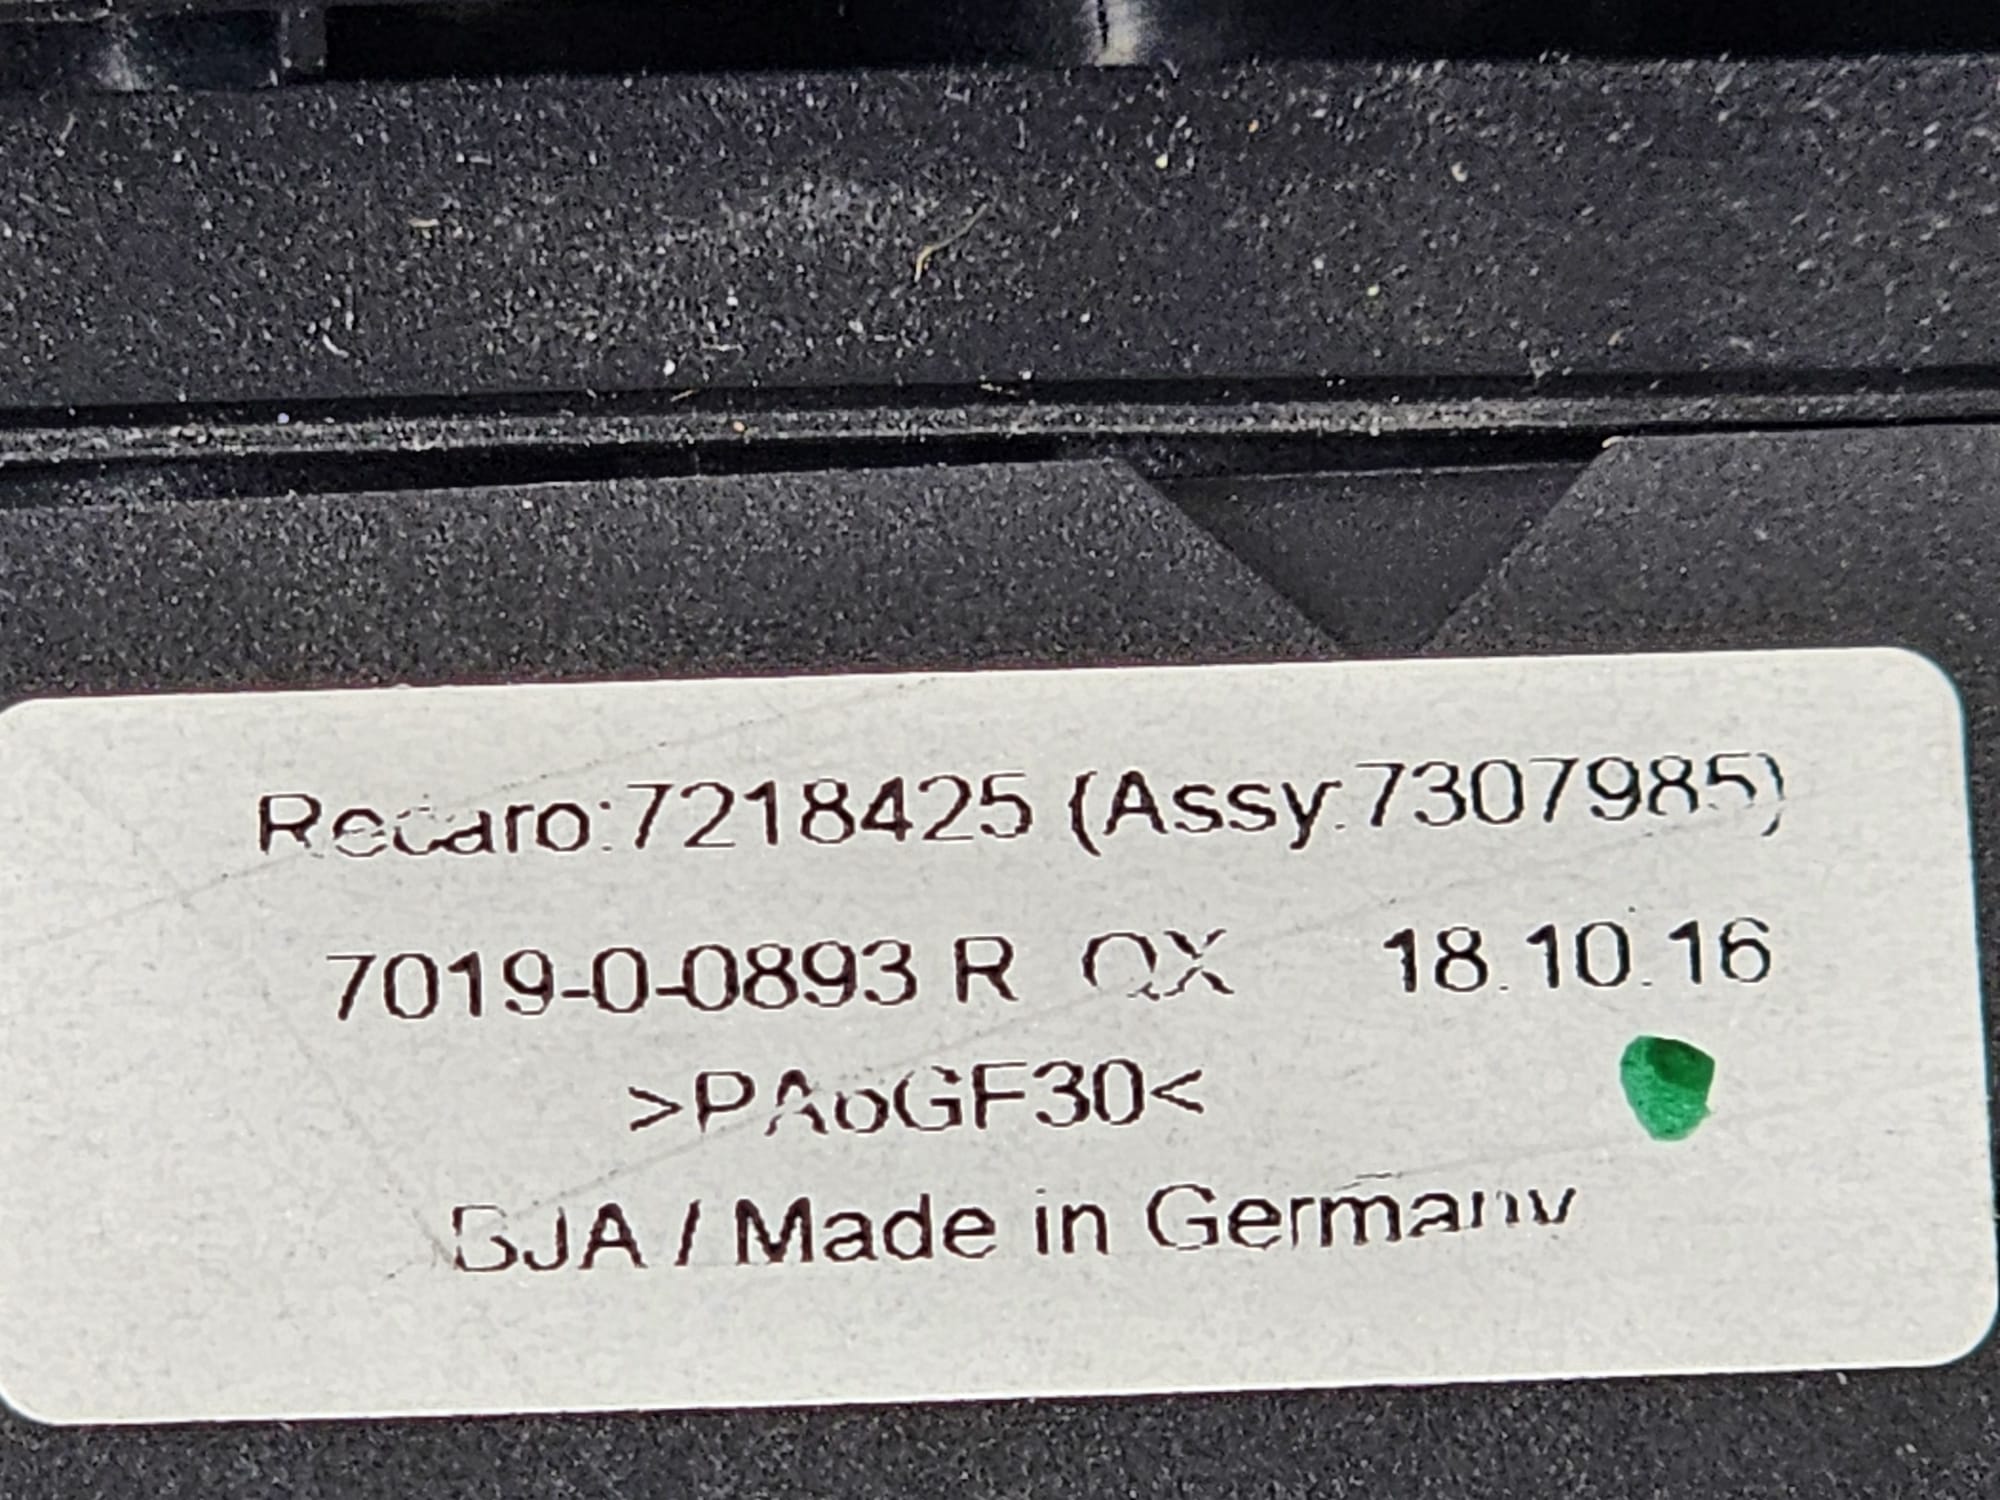 Recaro:7218425 (Assy:7307985)
7019-0-0893 R QX 18.10.16
>PA6GF30<
BJA / Made in Germany